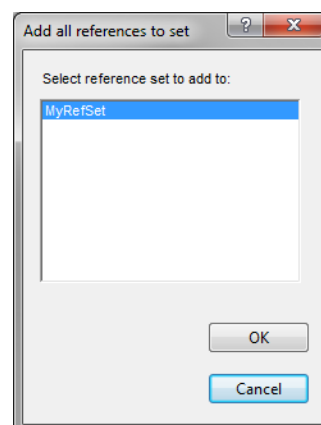 Add all references to set
?
X
Select reference set to add to:
MyRefSet
OK
Cancel